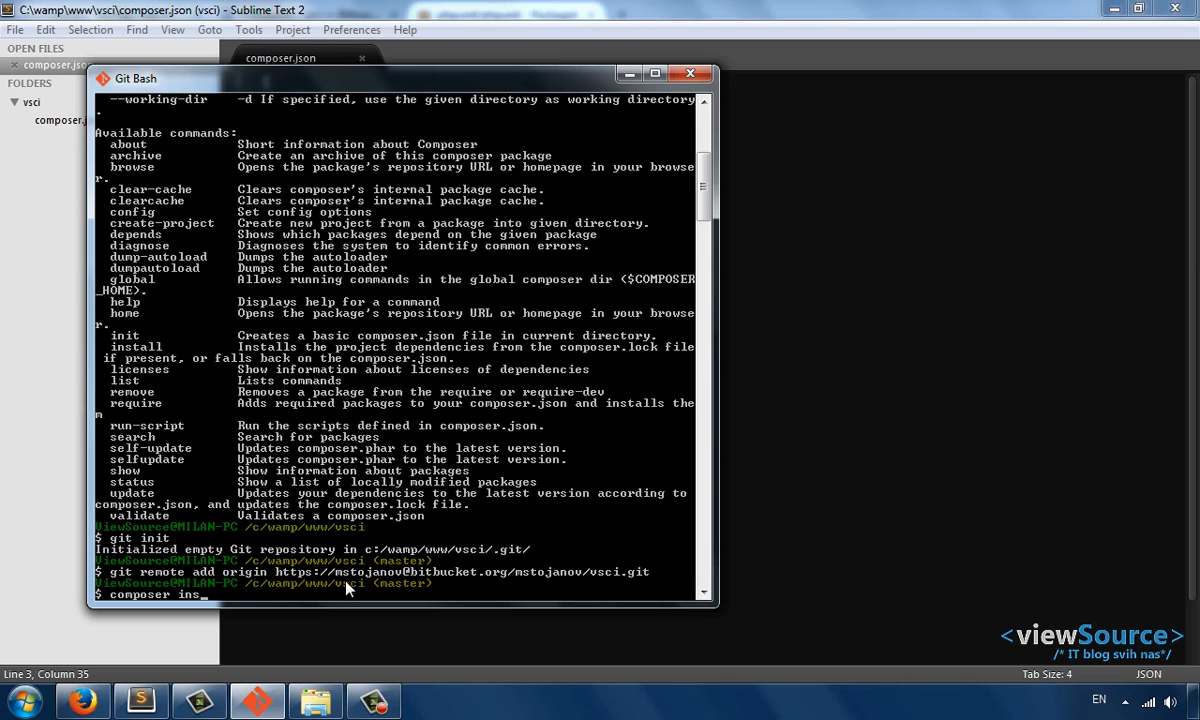 C:\wamp\www\vsci\composer.json (vsci) - Sublime Text 2
File Edit Selection Find View Goto Tools Project Preferences Help
OPEN FILES
composer.jso
FOLDERS
vsci
composer.j
composer.json
Git Bash
--working-dir -d If specified, use the given directory as working directory
.
Available commands:
about Short information about Composer
archive Create an archive of this composer package
browse Opens the package's repository URL or homepage in your browse
r.
clear-cache Clears composer's internal package cache.
clearcache Clears composer's internal package cache.
config Set config options
create-project Create new project from a package into given directory.
depends Shows which packages depend on the given package
diagnose Diagnoses the system to identify common errors.
dump-autoload Dumps the autoloader
dumpautoload Dumps the autoloader
global Allows running commands in the global composer dir ($COMPOSER
_HOME).
help Displays help for a command
home Opens the package's repository URL or homepage in your browse
r.
init Creates a basic composer.json file in current directory.
install Installs the project dependencies from the composer.lock file
if present, or falls back on the composer.json.
licenses Show information about licenses of dependencies
list Lists commands
remove Removes a package from the require or require-dev
require Adds required packages to your composer.json and installs the
m
run-script Run the scripts defined in composer.json.
search Search for packages
self-update Updates composer.phar to the latest version.
selfupdate Updates composer.phar to the latest version.
show Show information about packages
status Show a list of locally modified packages
update Updates your dependencies to the latest version according to
composer.json, and updates the composer.lock file.
validate Validates a composer.json
ViewSource@MILAN-PC /c/wamp/www/vsci
$ git init
Initialized empty Git repository in c:/wamp/www/vsci/.git/
ViewSource@MILAN-PC /c/wamp/www/vsci (master)
$ git remote add origin https://mstojanov@bitbucket.org/mstojanov/vsci.git
ViewSource@MILAN-PC /c/wamp/www/vsci (master)
$ composer ins_
<viewSource>
/* IT blog svih nas*/
Line 3, Column 35
Tab Size: 4
JSON
EN